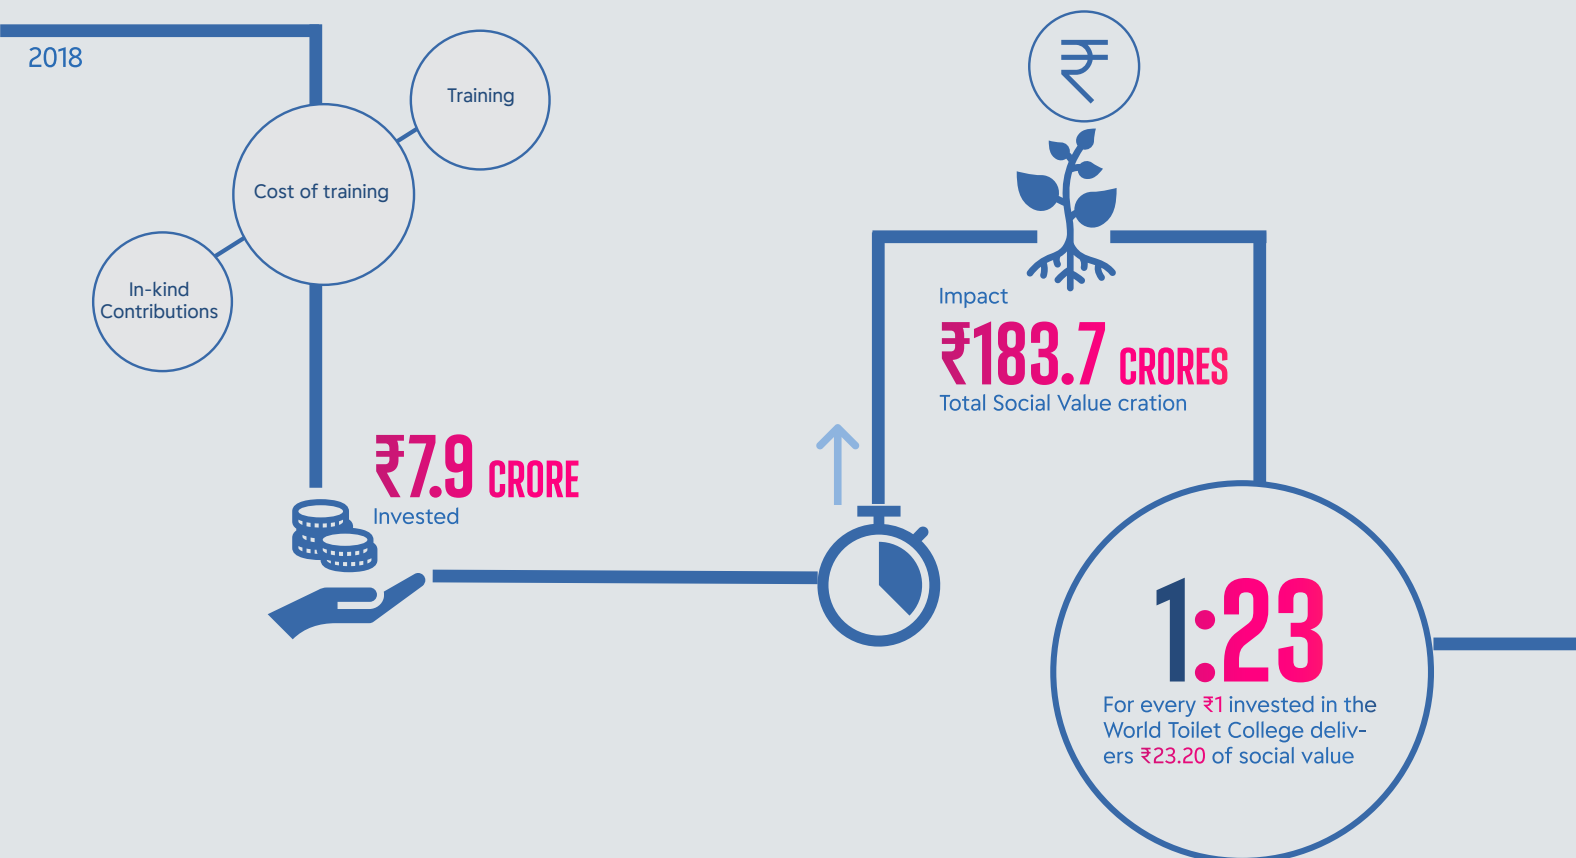 2018
Training
Cost of training
In-kind
Contributions
₹7.9 CRORE
Invested
₹
Impact
₹183.7 CRORES
Total Social Value cration
1:23
For every ₹1 invested in the
World Toilet College deliv-
ers ₹23.20 of social value